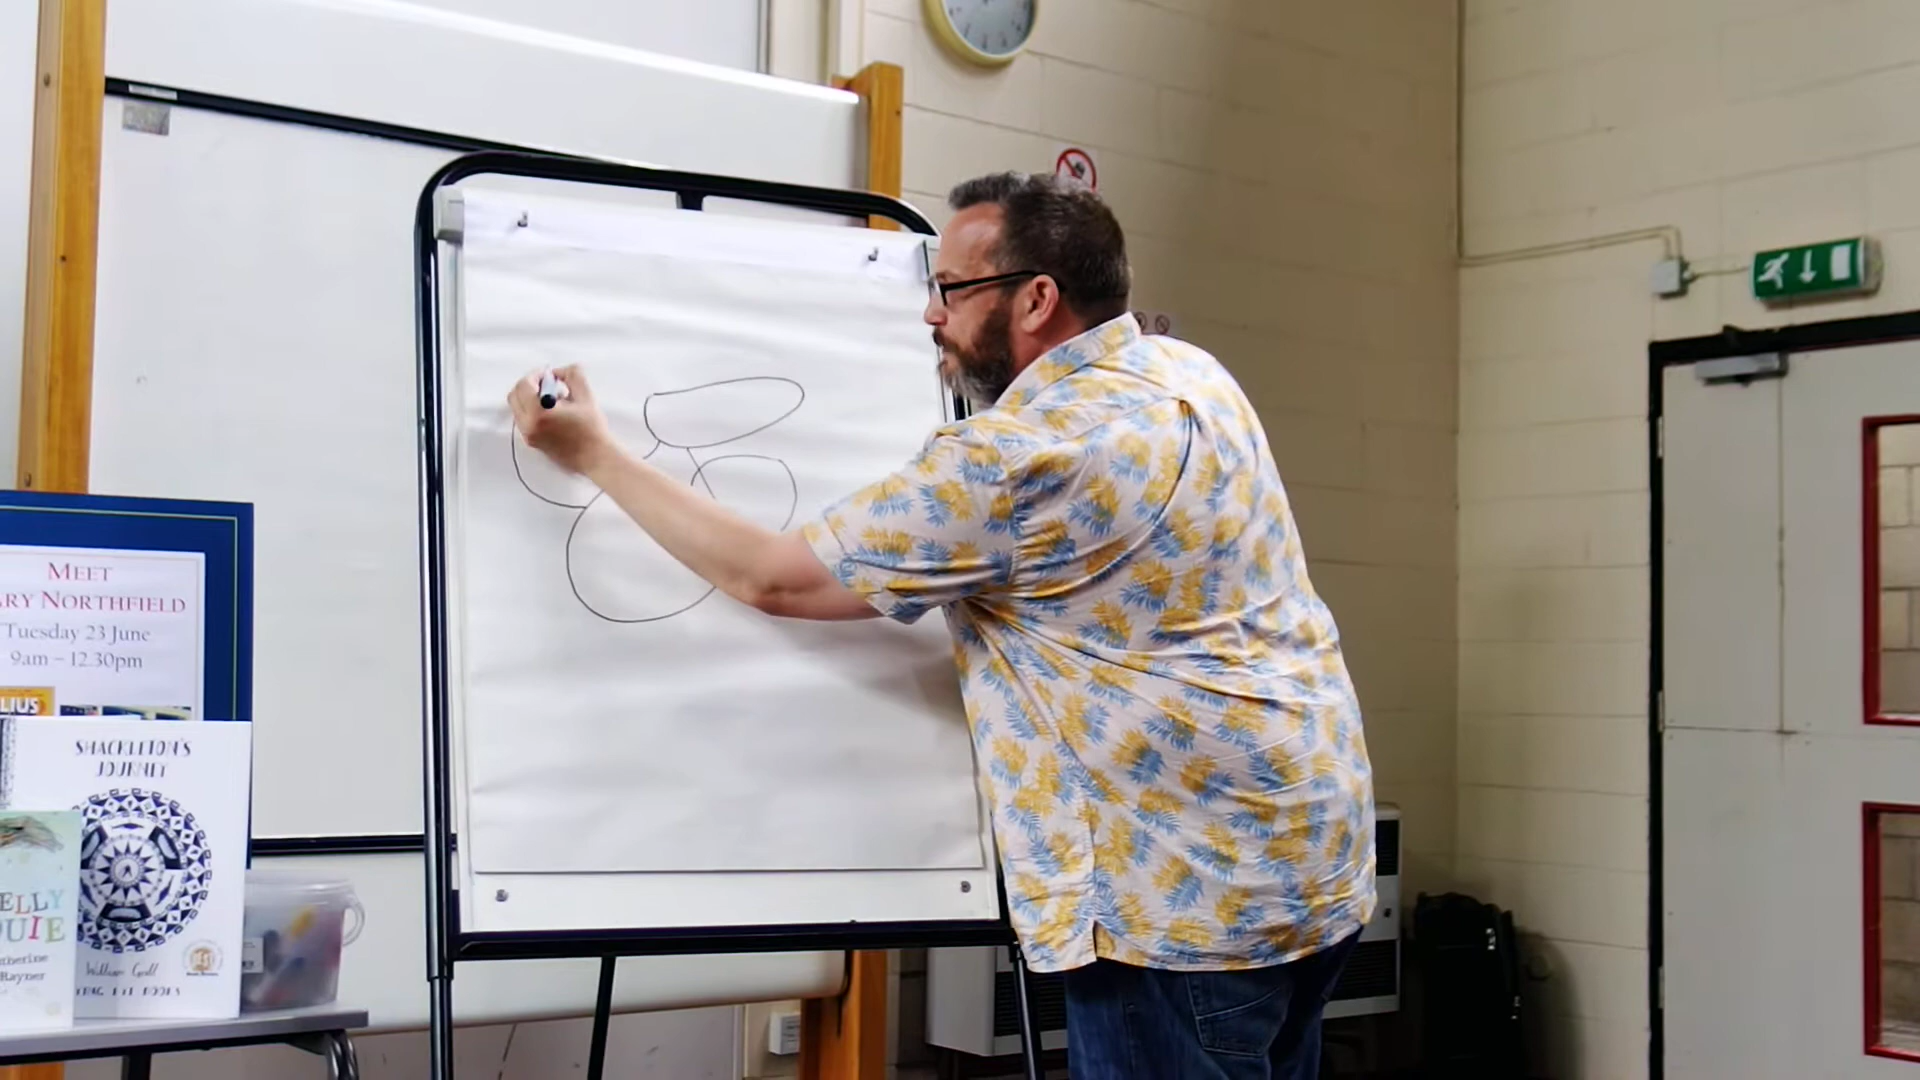 MEET
ARY NORTHFIELD
Tuesday 23 June
9am – 12.30pm
LIUS
SHACKLETON'S
JOURNEY
William Grill
ELLY
OUIE
therine
Rayner